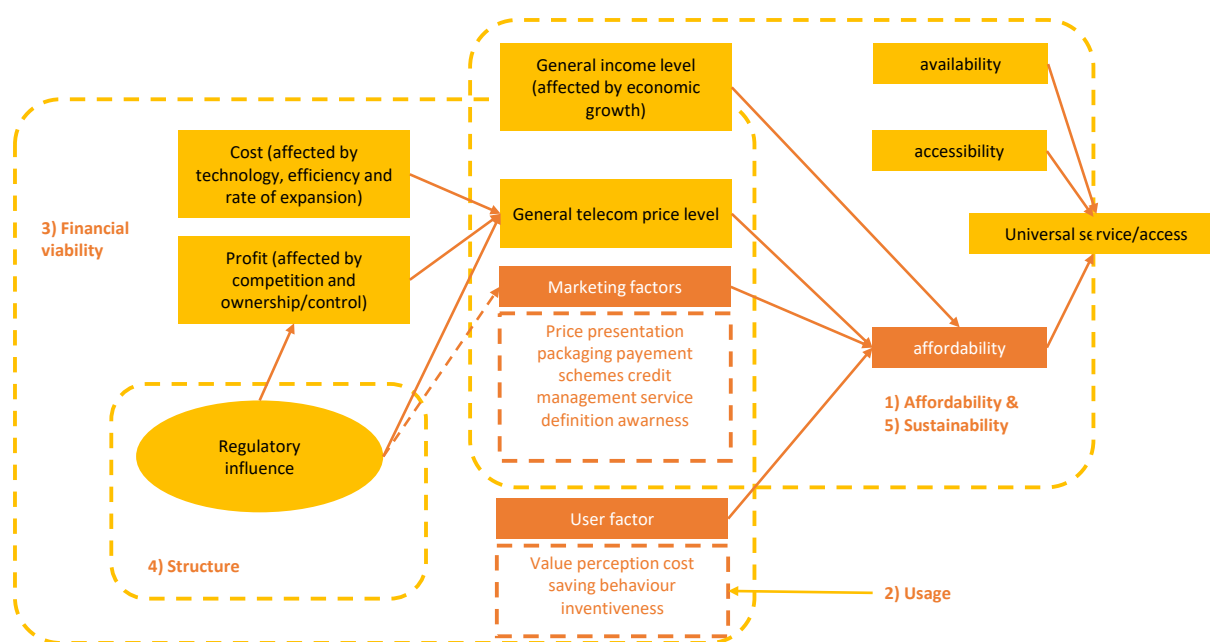 General income level
(affected by economic
growth)
availability
accessibility
Cost (affected by
technology, efficiency and
rate of expansion)
General telecom price level
3) Financial
viability
Universal service/access
Profit (affected by
competition and
ownership/control)
Marketing factors
Price presentation
packaging payement
schemes credit
management service
definition awarness
affordability
1) Affordability &
5) Sustainability
Regulatory
influence
4) Structure
User factor
Value perception cost
saving behaviour
inventiveness
2) Usage